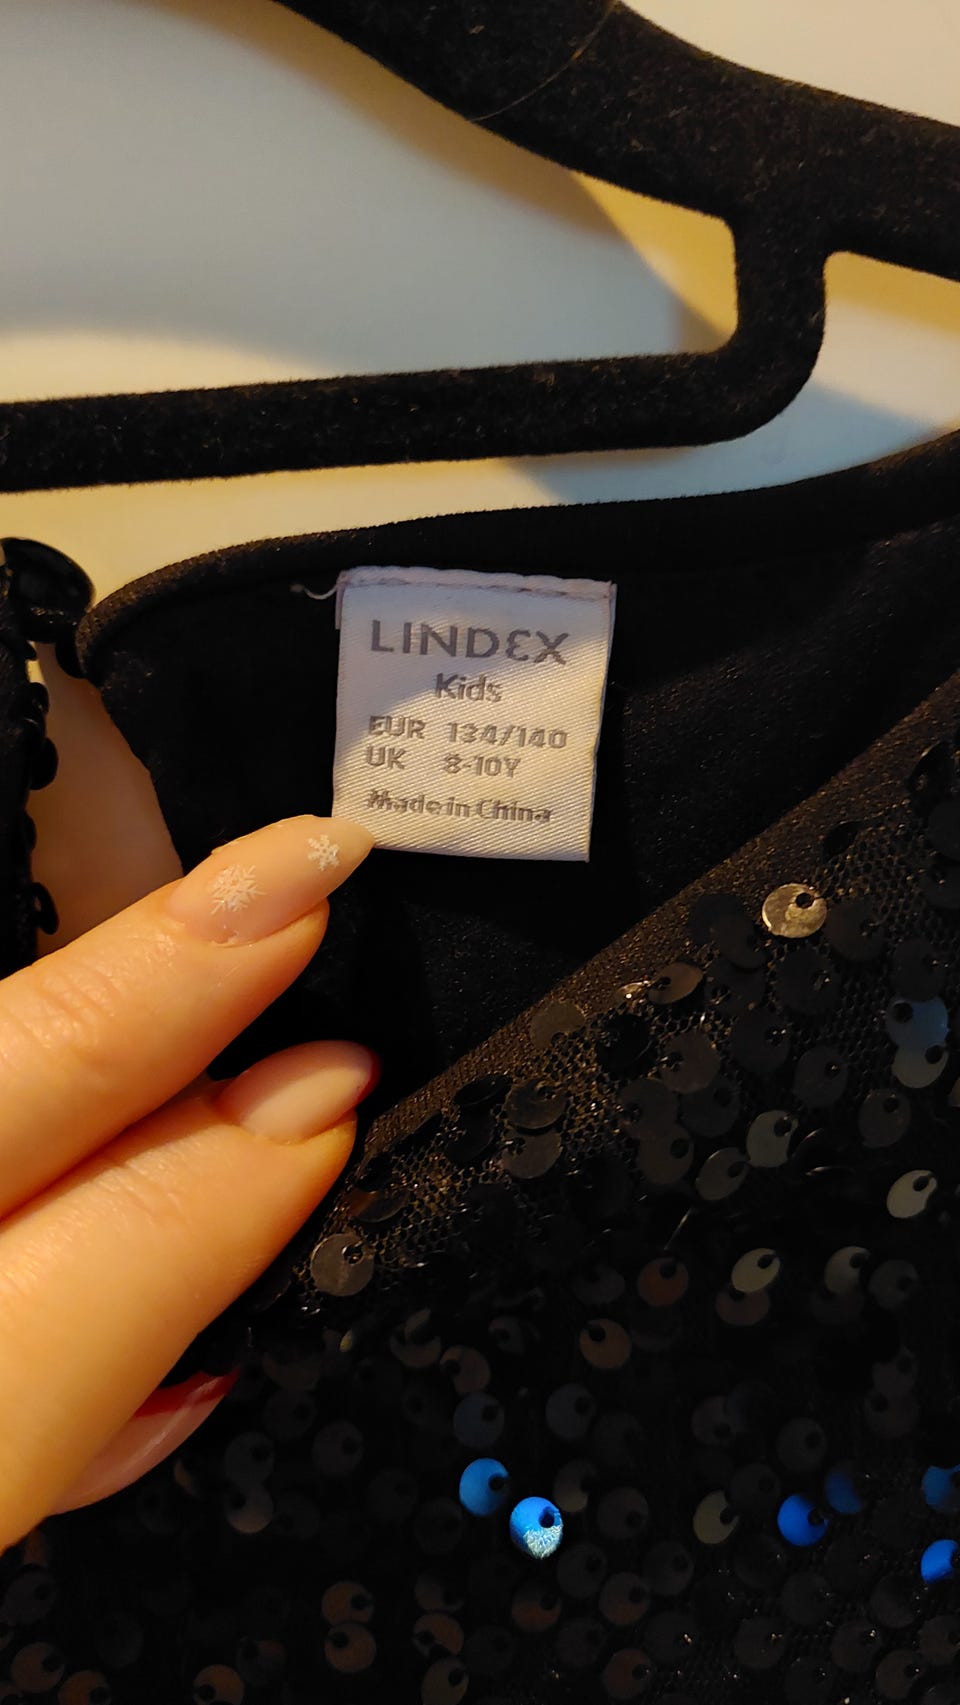 LINDEX
Kids
EUR 134/140
UK 8-10Y
Made in China